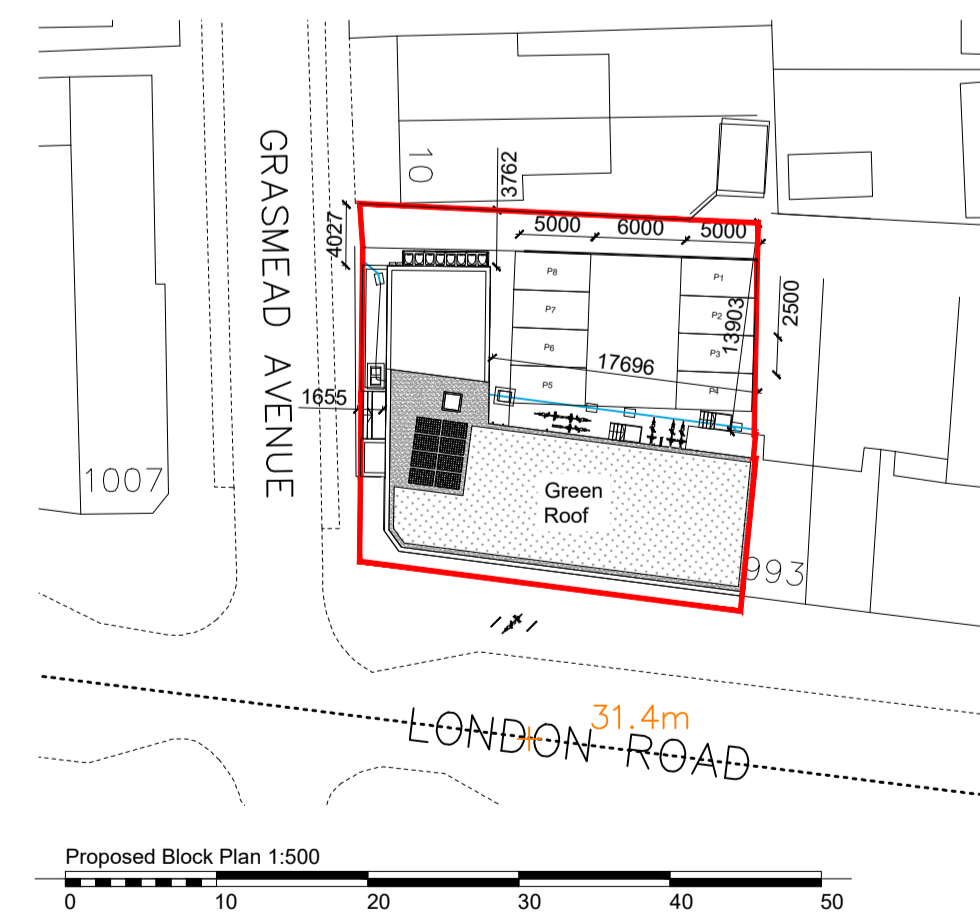 GRASMEAD AVENUE
10
3762
4027
5000
6000
5000
P8
P1
P7
P2
13903
2500
P6
P3
17696
P5
P4
1655
1007
Green
Roof
993
31.4m
LONDON ROAD
Proposed Block Plan 1:500
0 10 20 30 40 50